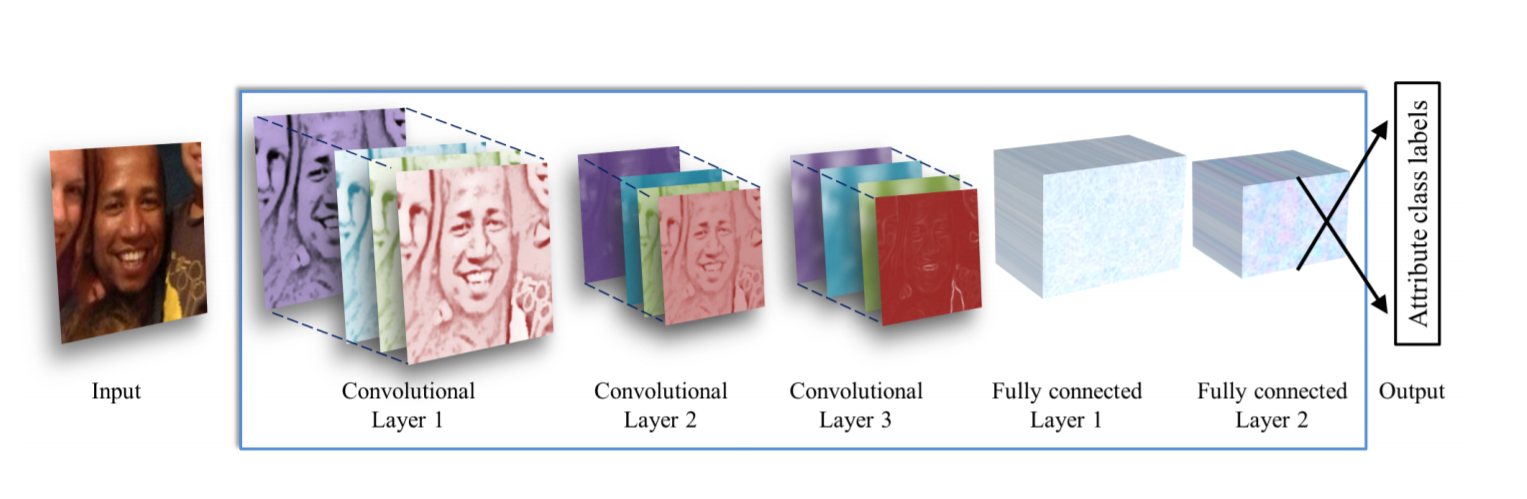 Attribute class labels
Input
Convolutional
Layer 1
Convolutional
Layer 2
Convolutional
Layer 3
Fully connected
Layer 1
Fully connected
Layer 2
Output